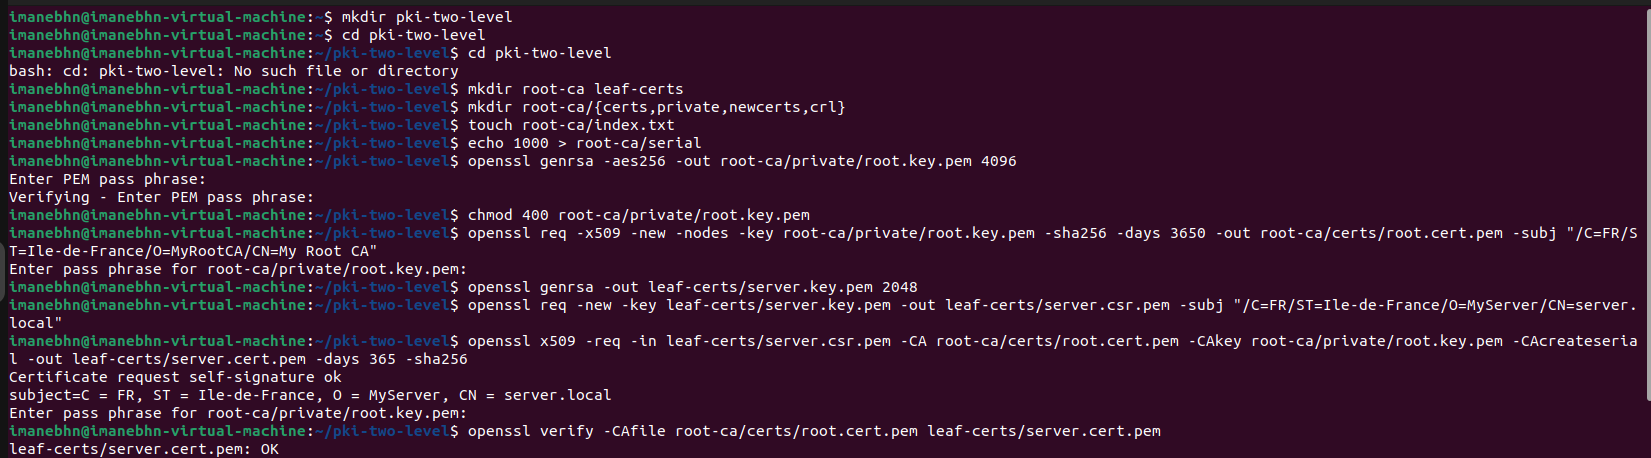 imanebhn@imanebhn-virtual-machine:~$ mkdir pki-two-level
imanebhn@imanebhn-virtual-machine:~$ cd pki-two-level
imanebhn@imanebhn-virtual-machine:~/pki-two-level$ cd pki-two-level
bash: cd: pki-two-level: No such file or directory
imanebhn@imanebhn-virtual-machine:~/pki-two-level$ mkdir root-ca leaf-certs
imanebhn@imanebhn-virtual-machine:~/pki-two-level$ mkdir root-ca/{certs,private,newcerts,crl}
imanebhn@imanebhn-virtual-machine:~/pki-two-level$ touch root-ca/index.txt
imanebhn@imanebhn-virtual-machine:~/pki-two-level$ echo 1000 > root-ca/serial
imanebhn@imanebhn-virtual-machine:~/pki-two-level$ openssl genrsa -aes256 -out root-ca/private/root.key.pem 4096
Enter PEM pass phrase:
Verifying - Enter PEM pass phrase:
imanebhn@imanebhn-virtual-machine:~/pki-two-level$ chmod 400 root-ca/private/root.key.pem
imanebhn@imanebhn-virtual-machine:~/pki-two-level$ openssl req -x509 -new -nodes -key root-ca/private/root.key.pem -sha256 -days 3650 -out root-ca/certs/root.cert.pem -subj "/C=FR/S
T=Ile-de-France/O=MyRootCA/CN=My Root CA"
Enter pass phrase for root-ca/private/root.key.pem:
imanebhn@imanebhn-virtual-machine:~/pki-two-level$ openssl genrsa -out leaf-certs/server.key.pem 2048
imanebhn@imanebhn-virtual-machine:~/pki-two-level$ openssl req -new -key leaf-certs/server.key.pem -out leaf-certs/server.csr.pem -subj "/C=FR/ST=Ile-de-France/O=MyServer/CN=server.
local"
imanebhn@imanebhn-virtual-machine:~/pki-two-level$ openssl x509 -req -in leaf-certs/server.csr.pem -CA root-ca/certs/root.cert.pem -CAkey root-ca/private/root.key.pem -CAcreateseria
l -out leaf-certs/server.cert.pem -days 365 -sha256
Certificate request self-signature ok
subject=C = FR, ST = Ile-de-France, O = MyServer, CN = server.local
Enter pass phrase for root-ca/private/root.key.pem:
imanebhn@imanebhn-virtual-machine:~/pki-two-level$ openssl verify -CAfile root-ca/certs/root.cert.pem leaf-certs/server.cert.pem
leaf-certs/server.cert.pem: OK